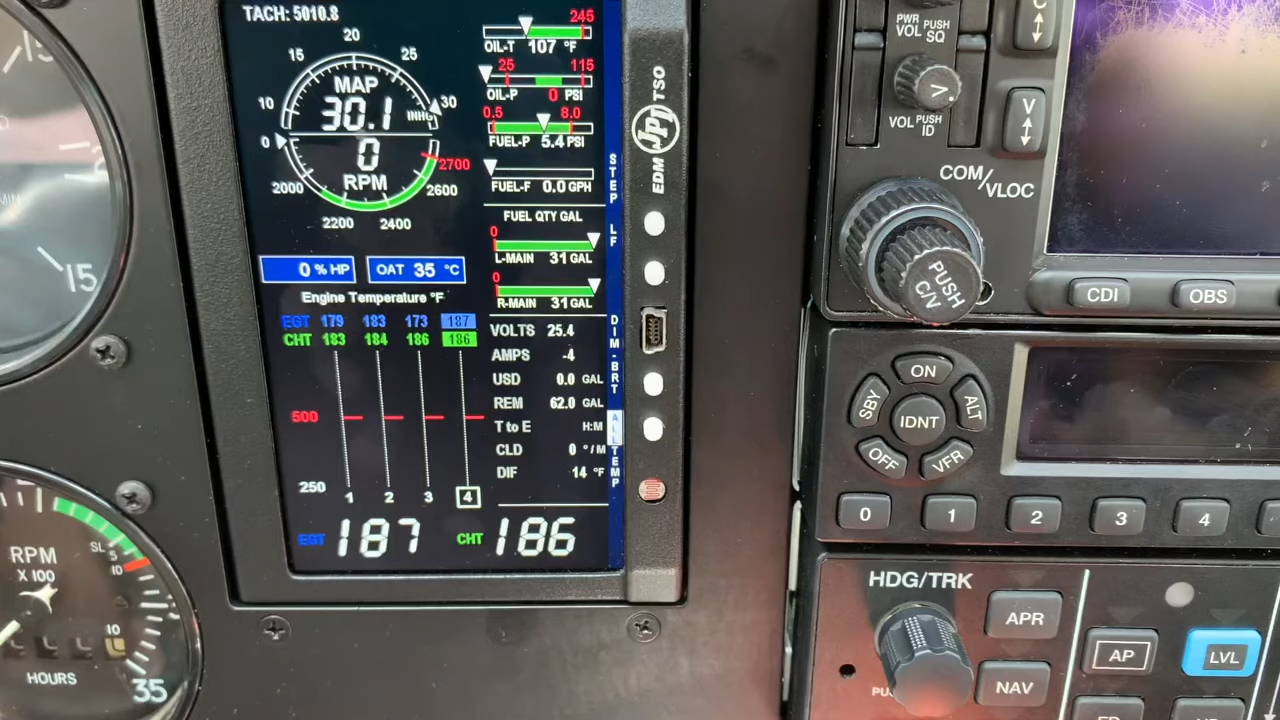 TACH: 5010.8
15
20
25
10
30
MAP
30.1 INHG
0
0
RPM
2700
2600
2000
2200
2400
0 % HP
OAT 35 °C
Engine Temperature °F
EGT 179 183 173 187
CHT 183 184 186 186
500
250
1 2 3 4
EGT 187
CHT 186
245
OIL-T 107 °F
25 115
OIL-P 0 PSI
0.5 8.0
FUEL-P 5.4 PSI
FUEL-F 0.0 GPH
FUEL QTY GAL
0
L-MAIN 31 GAL
0
R-MAIN 31 GAL
VOLTS 25.4
AMPS -4
USD 0.0 GAL
REM 62.0 GAL
T to E H:M
CLD 0 °/M
DIF 14 °F
STEP
LF
DIM-BRT
ALL TEMP
EDM JPI TSO
15
15
RPM
X 100
SL
5
10
10
HOURS
35
PWR PUSH
VOL SQ
VOL PUSH
ID
C
V
COM/VLOC
PUSH
C/V
CDI
OBS
ON
SBY
ALT
IDNT
OFF
VFR
0
1
2
3
4
HDG/TRK
APR
NAV
AP
LVL